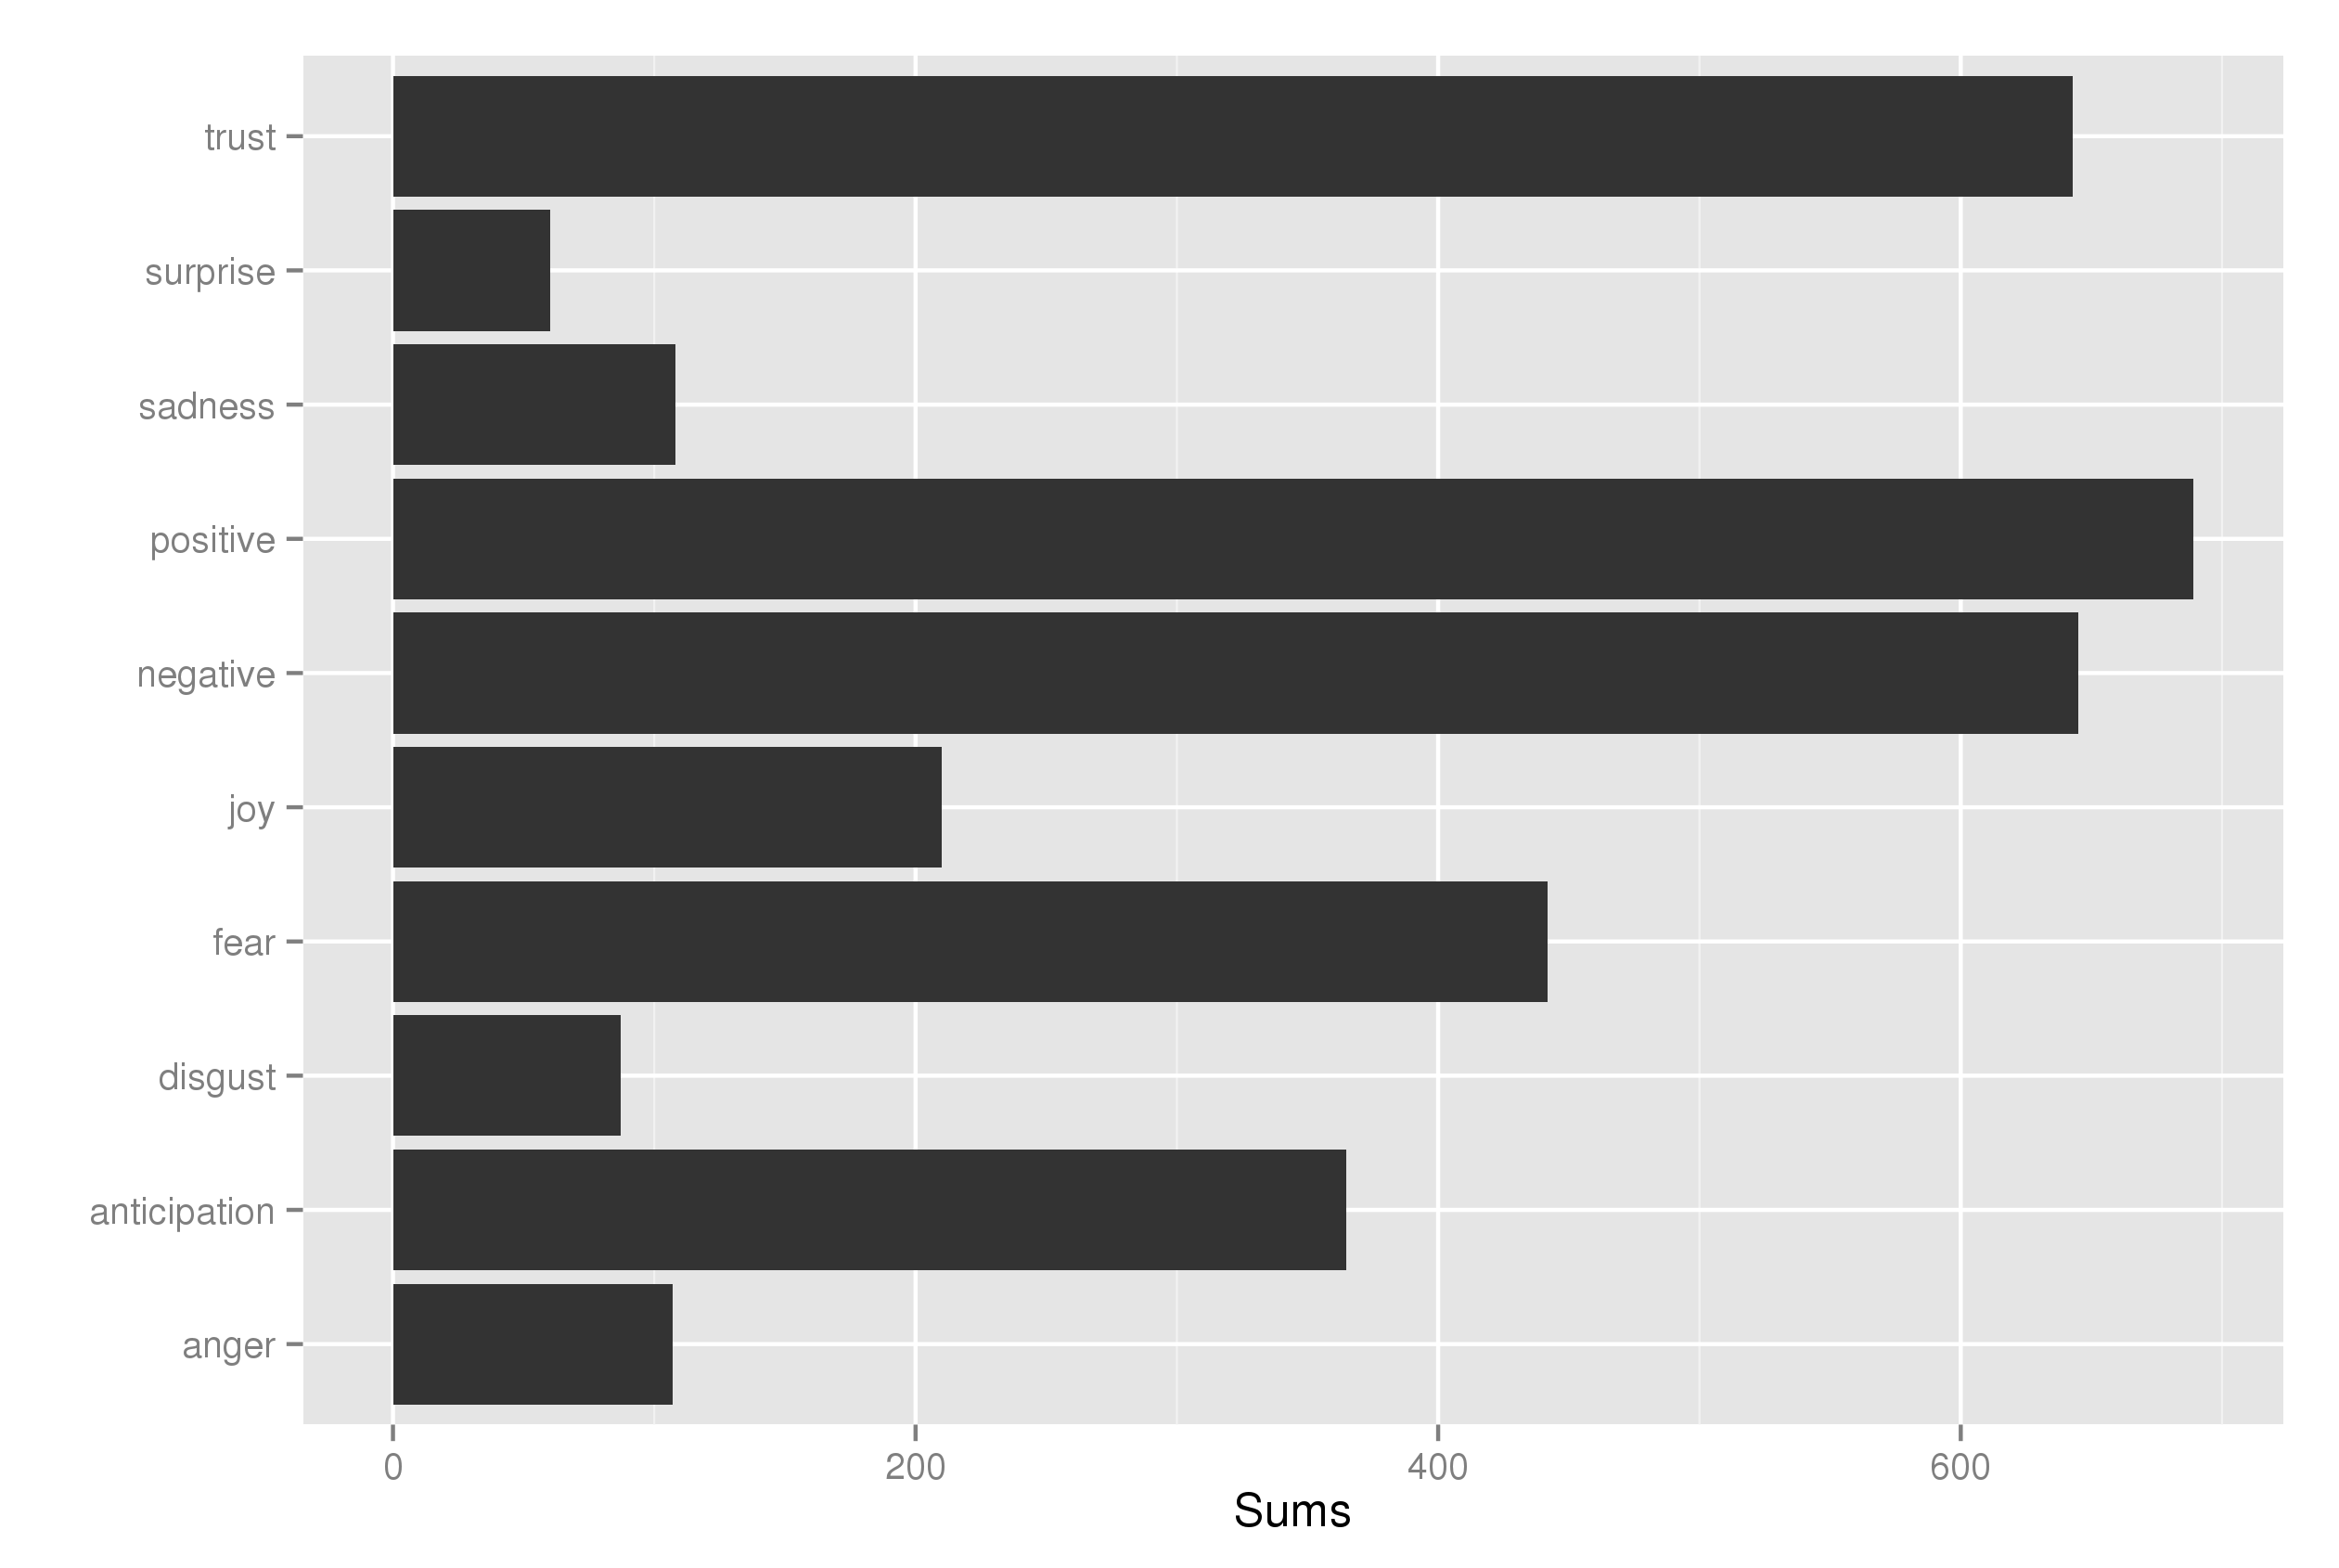 trust
surprise
sadness
positive
negative
joy
fear
disgust
anticipation
anger
0 200 400 600
Sums